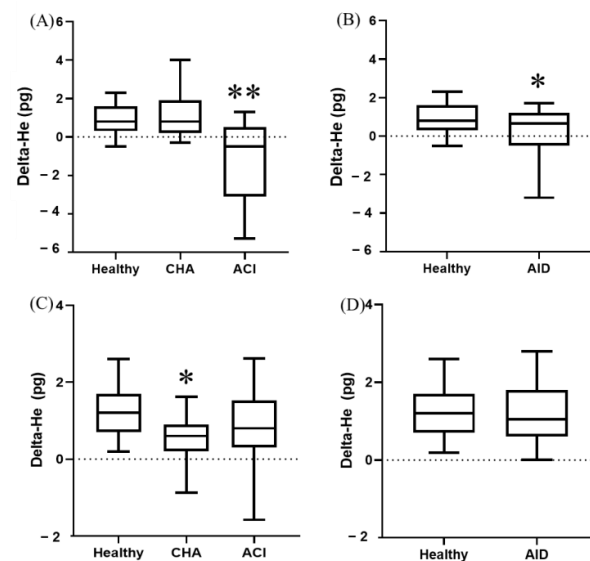 (A)
Delta-He (pg)
6
4
2
0
– 2
– 4
– 6
**
Healthy CHA ACI
(B)
Delta-He (pg)
6
4
2
0
– 2
– 4
– 6
*
Healthy AID
(C)
Delta-He (pg)
4
2
0
– 2
*
Healthy CHA ACI
(D)
Delta-He (pg)
4
2
0
– 2
Healthy AID